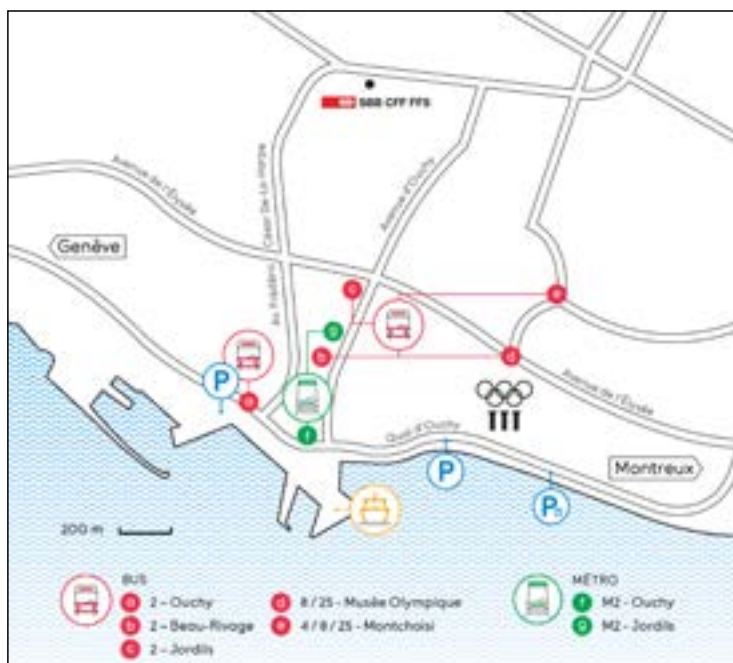 SBB CFF FFS
Avenue de l'Élysée
Genève
Av. Frédéric César De-La-Harpe
Avenue d'Ouchy
c
e
g
b
d
P
a
f
Quai d'Ouchy
Avenue de l'Élysée
P
P
Montreux
200 m
BUS
a 2 – Ouchy
b 2 – Beau-Rivage
c 2 – Jordils
d 8 / 25 - Musée Olympique
e 4 / 8 / 25 - Montchoisi
MÉTRO
f M2 - Ouchy
g M2 - Jordils